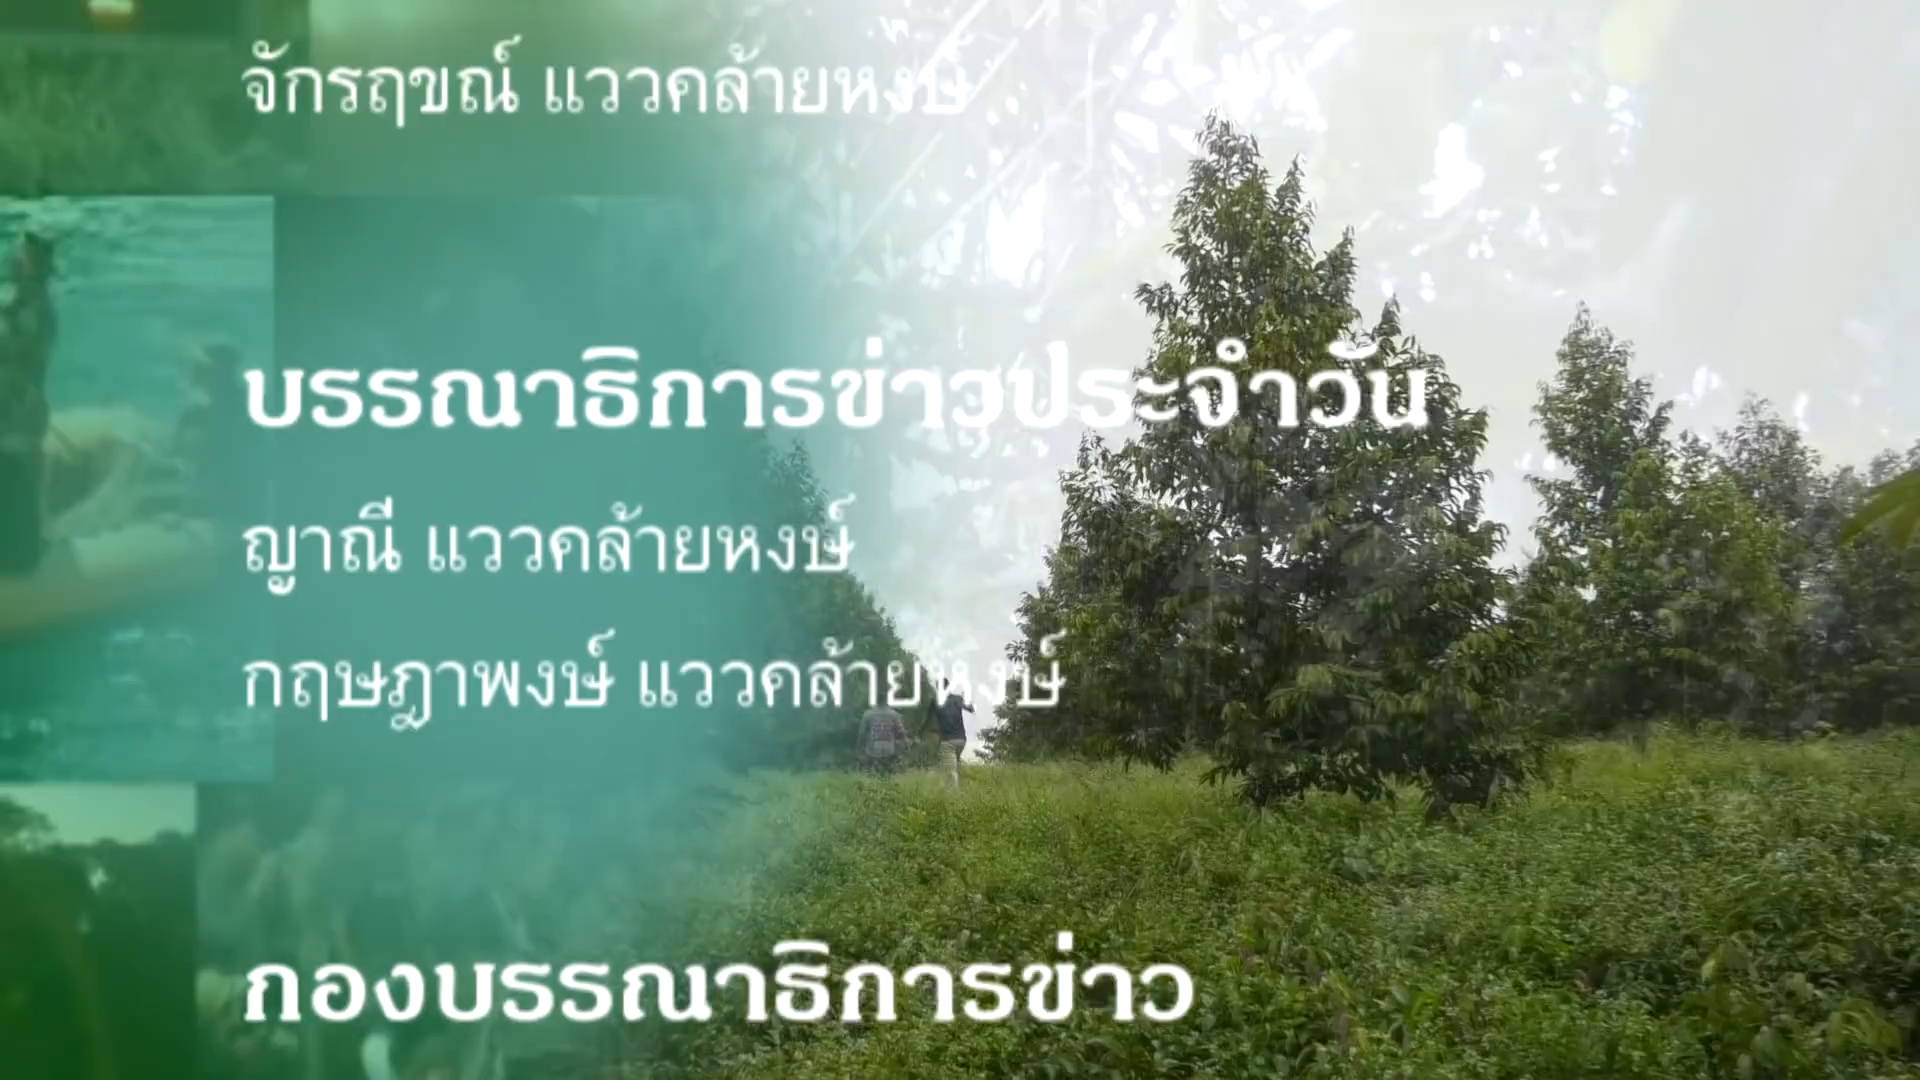 จักรฤขณ์ แววคล้ายหงษ์
บรรณาธิการข่าวประจำวัน
ญาณี แววคล้ายหงษ์
กฤษฎาพงษ์ แววคล้ายหงษ์
กองบรรณาธิการข่าว